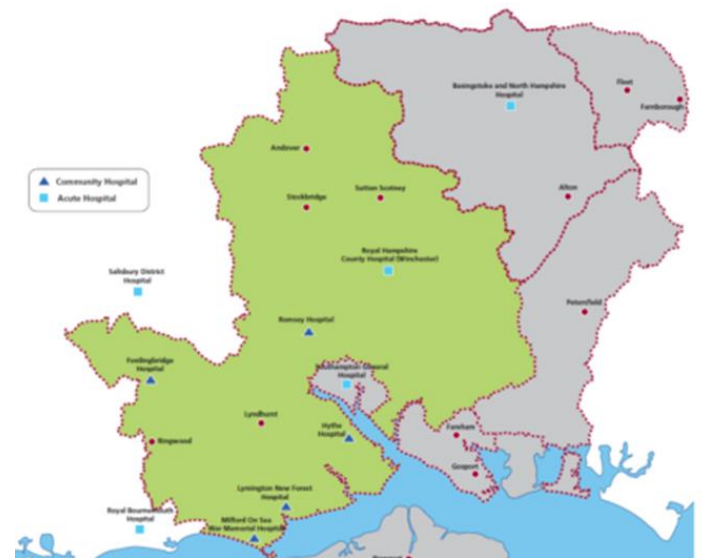 Basingstoke and North Hampshire
Hospital
Fleet
Farnborough
Andover
Community Hospital
Acute Hospital
Stockbridge
Sutton Scotney
Alton
Royal Hampshire
County Hospital (Winchester)
Salisbury District
Hospital
Petersfield
Romsey Hospital
Fordingbridge
Hospital
Southampton General
Hospital
Lyndhurst
Hythe
Hospital
Fareham
Ringwood
Gosport
Lymington New Forest
Hospital
Royal Bournemouth
Hospital
Milford On Sea
War Memorial Hospital